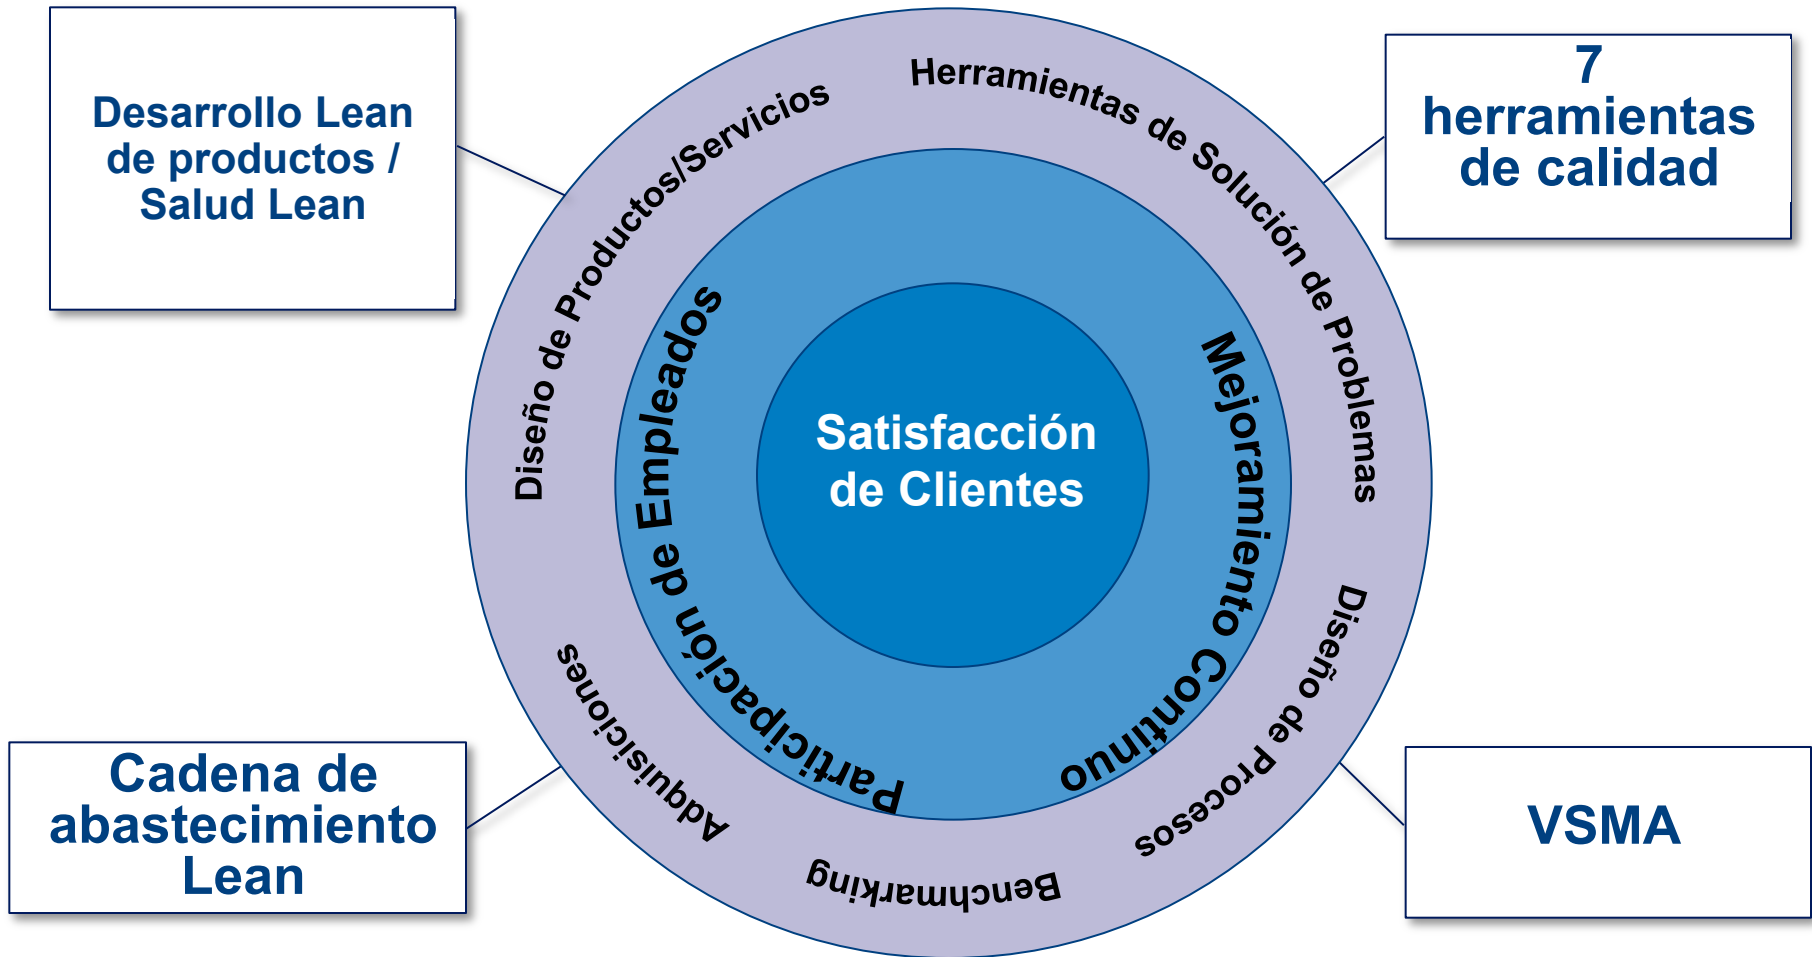 Desarrollo Lean
de productos /
Salud Lean
7
herramientas
de calidad
Diseño de Productos/Servicios
Herramientas de Solución de Problemas
Participación de Empleados
Mejoramiento Continuo
Satisfacción
de Clientes
Adquisiciones
Benchmarking
Diseño de Procesos
Cadena de
abastecimiento
Lean
VSMA